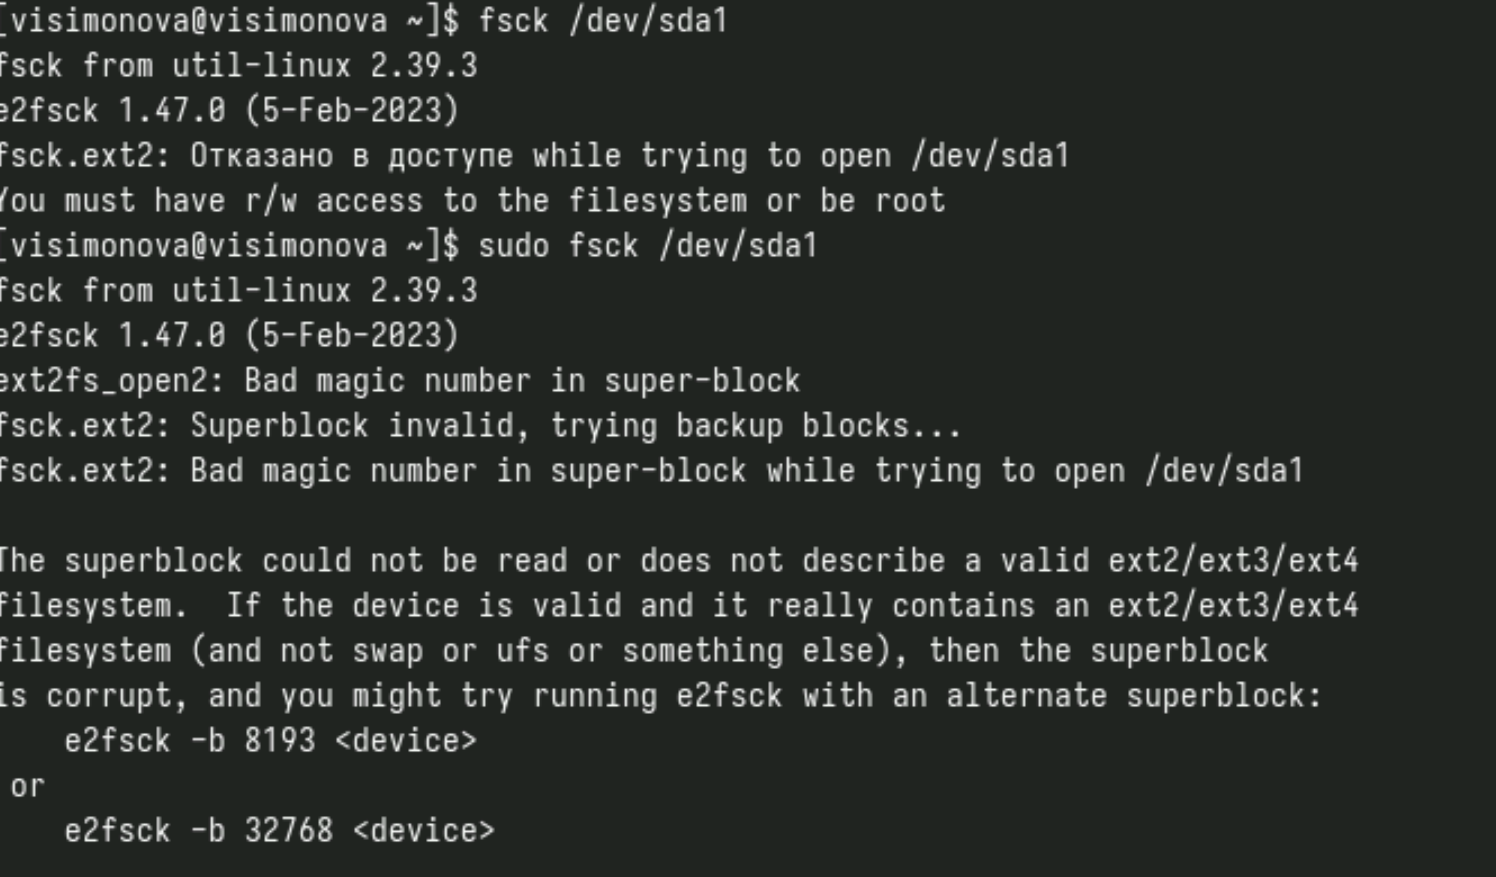 [visimonova@visimonova ~]$ fsck /dev/sda1
fsck from util-linux 2.39.3
e2fsck 1.47.0 (5-Feb-2023)
fsck.ext2: Отказано в доступе while trying to open /dev/sda1
You must have r/w access to the filesystem or be root
[visimonova@visimonova ~]$ sudo fsck /dev/sda1
fsck from util-linux 2.39.3
e2fsck 1.47.0 (5-Feb-2023)
ext2fs_open2: Bad magic number in super-block
fsck.ext2: Superblock invalid, trying backup blocks...
fsck.ext2: Bad magic number in super-block while trying to open /dev/sda1
The superblock could not be read or does not describe a valid ext2/ext3/ext4
filesystem.  If the device is valid and it really contains an ext2/ext3/ext4
filesystem (and not swap or ufs or something else), then the superblock
is corrupt, and you might try running e2fsck with an alternate superblock:
    e2fsck -b 8193 <device>
 or
    e2fsck -b 32768 <device>